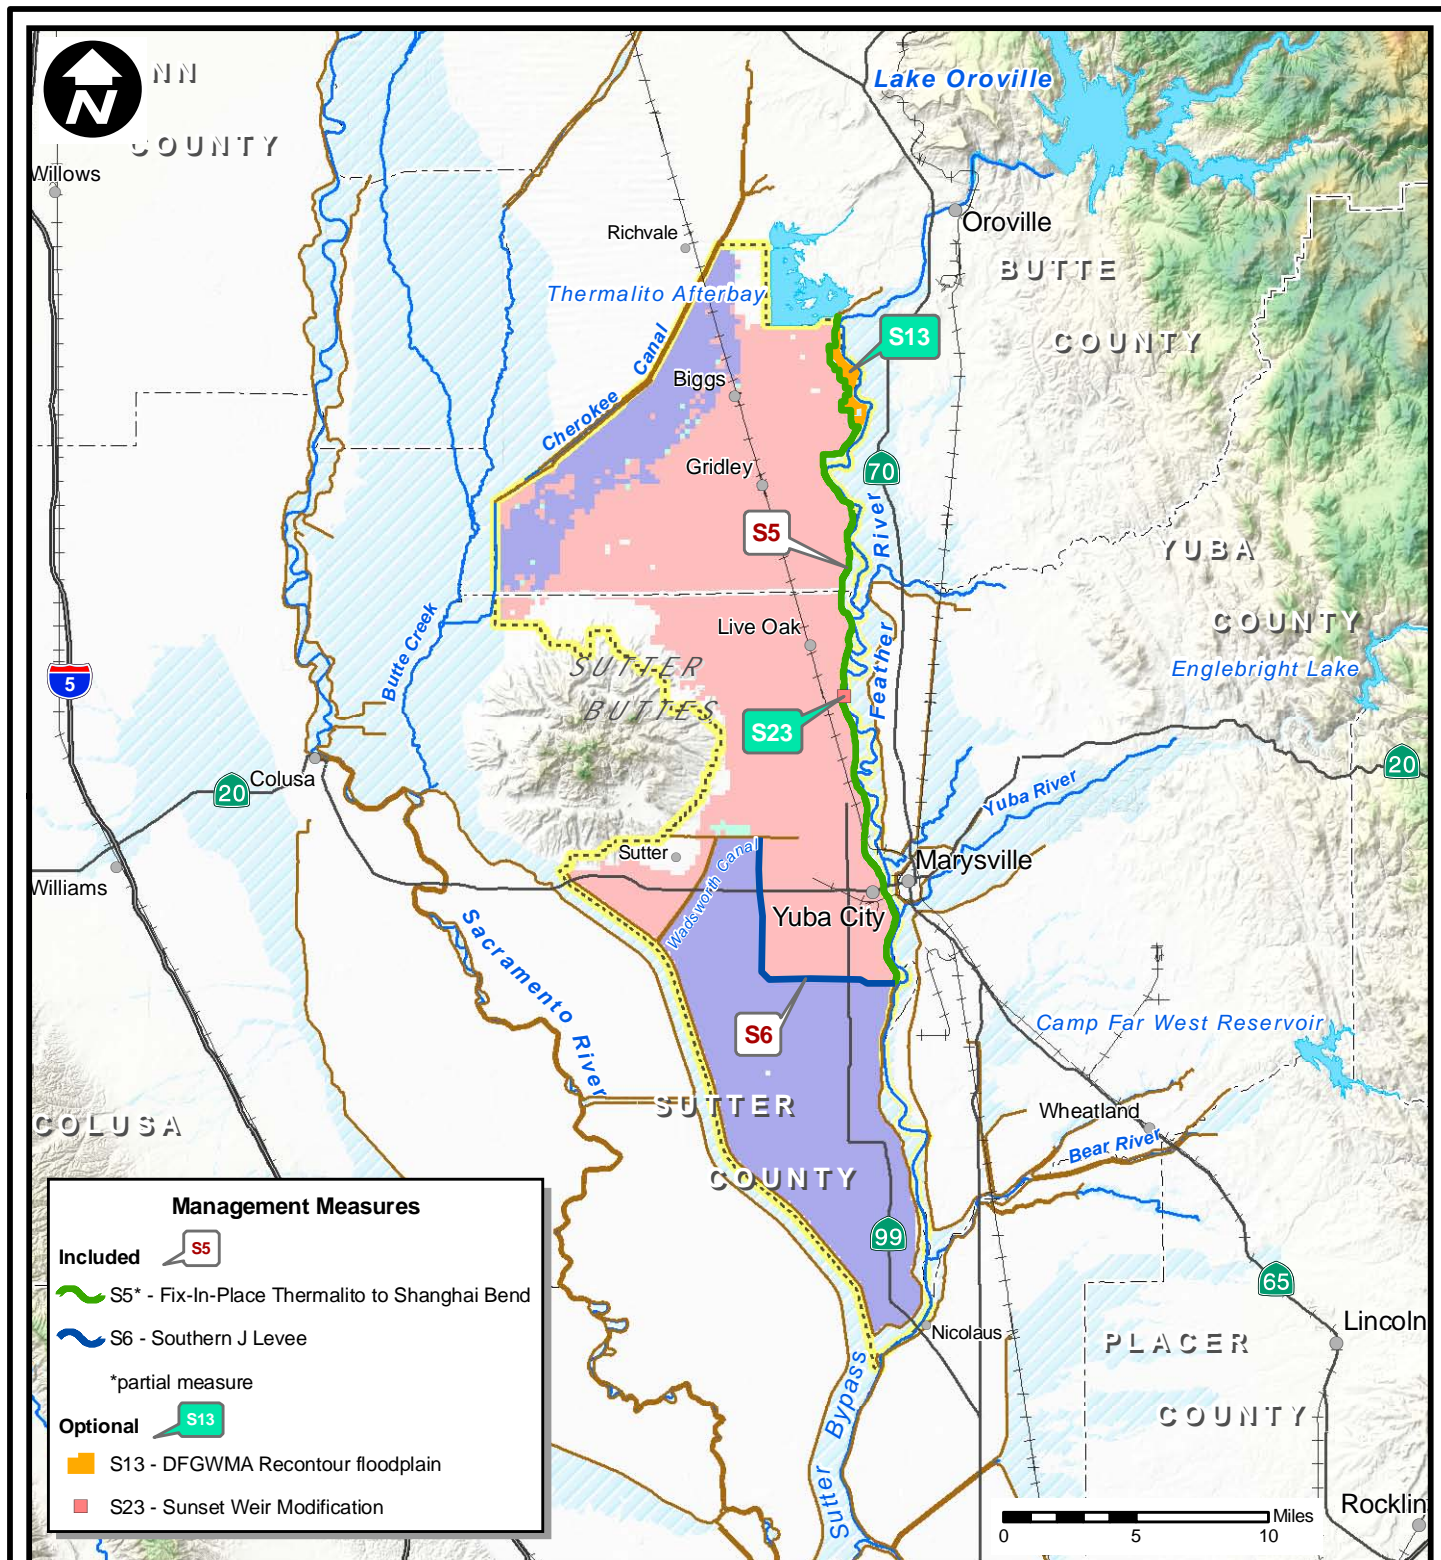 N
NN
COUNTY
Willows
Lake Oroville
Oroville
Richvale
BUTTE
COUNTY
Thermalito Afterbay
S13
Cherokee Canal
Biggs
Gridley
70
S5
Feather River
YUBA
COUNTY
Englebright Lake
Live Oak
Butte Creek
SUTTER
BUTTES
5
S23
20
Colusa
20
Yuba River
Sutter
Wadsworth Canal
Marysville
Williams
Yuba City
Sacramento River
S6
Camp Far West Reservoir
SUTTER
COUNTY
Wheatland
Bear River
COLUSA
99
65
Nicolaus
Lincoln
PLACER
COUNTY
Sutter Bypass
Rocklin
Management Measures
Included
S5
S5* - Fix-In-Place Thermalito to Shanghai Bend
S6 - Southern J Levee
*partial measure
Optional
S13
S13 - DFGWMA Recontour floodplain
S23 - Sunset Weir Modification
Miles
0 5 10